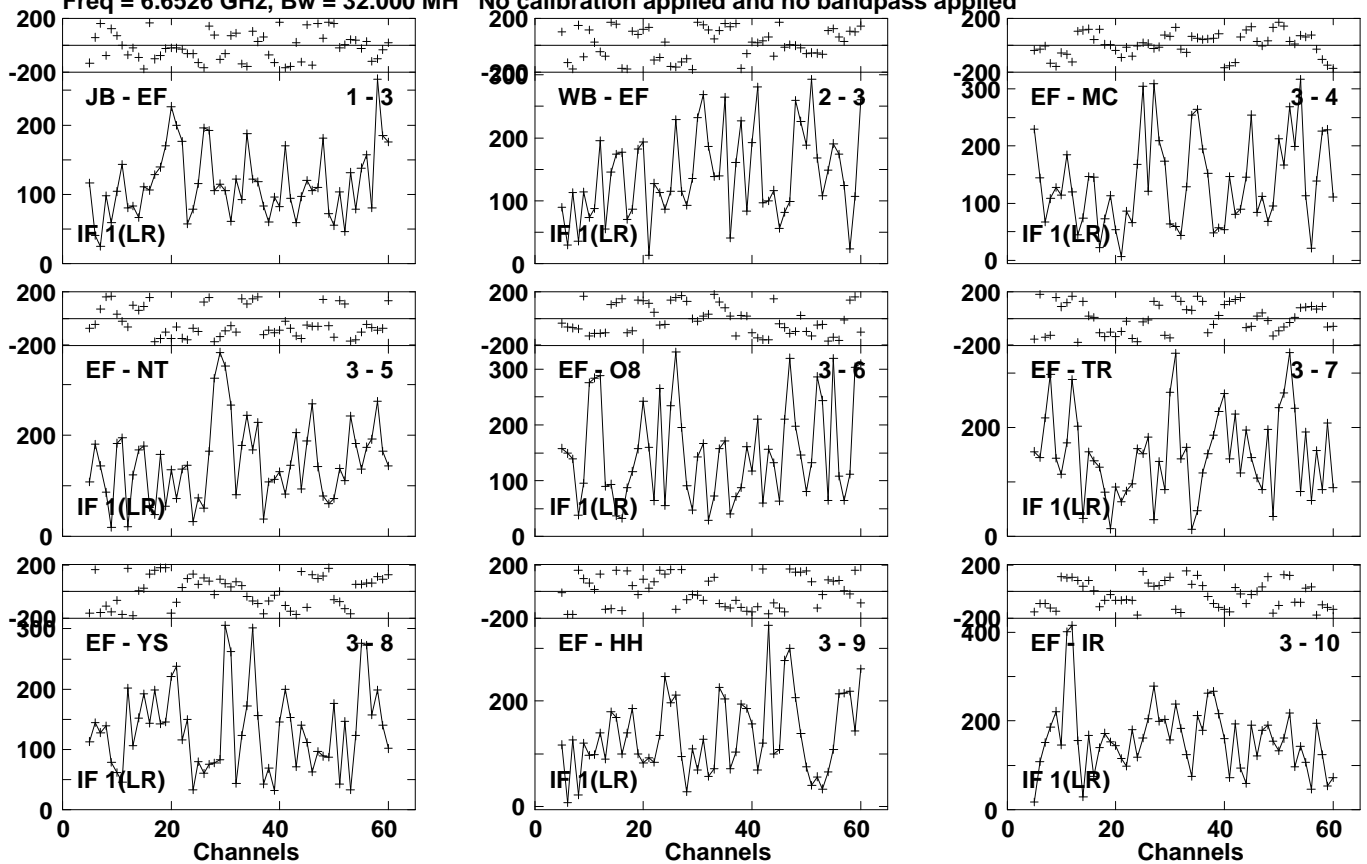 Freq = 6.6526 GHz, Bw = 32.000 MH No calibration applied and no bandpass applied
200
-200
JB - EF 1 - 3
200
100
IF 1(LR)
0
200
-200
300
WB - EF 2 - 3
200
100
IF 1(LR)
0
200
-200
300
EF - MC 3 - 4
200
100
IF 1(LR)
0
200
-200
EF - NT 3 - 5
200
IF 1(LR)
0
200
-200
300
EF - O8 3 - 6
200
100
IF 1(LR)
0
200
-200
EF - TR 3 - 7
200
IF 1(LR)
0
200
-200
300
EF - YS 3 - 8
200
100
IF 1(LR)
0
0 20 40 60
Channels
200
-200
EF - HH 3 - 9
200
IF 1(LR)
0
0 20 40 60
Channels
200
-200
400
EF - IR 3 - 10
200
IF 1(LR)
0
0 20 40 60
Channels